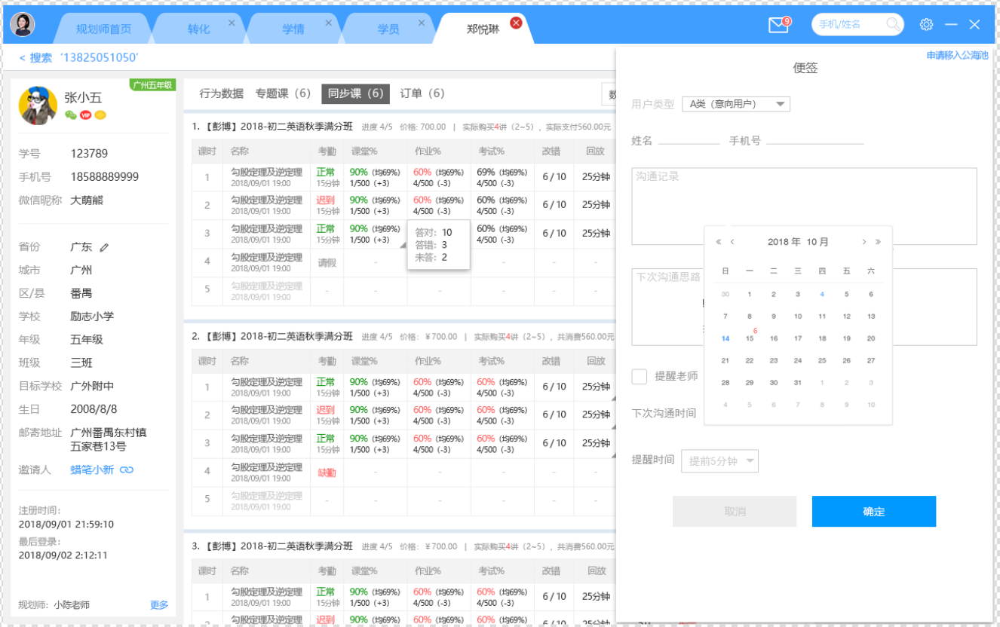 规划师首页 转化 学情 学员 郑悦琳 9 手机/姓名
< 搜索 '13825051050'
申请移入公海池
广州五年级
张小五
VIP
学号 123789
手机号 18588889999
微信昵称 大萌熊
省份 广东
城市 广州
区/县 番禺
学校 励志小学
年级 五年级
班级 三班
目标学校 广外附中
生日 2008/8/8
邮寄地址 广州番禺东村镇
五家巷13号
邀请人 蜡笔小新
注册时间:
2018/09/01 21:59:10
最后登录:
2018/09/02 2:12:11
规划师: 小陈老师 更多
行为数据 专题课（6） 同步课（6） 订单（6） 数
1. 【彭博】2018-初二英语秋季满分班 进度 4/5 价格: 700.00 | 实际购买4讲（2~5）, 实际支付560.00元
课时 名称 考勤 课堂% 作业% 考试% 改错 回放
1 勾股定理及逆定理 正常 90% (均69%) 60% (均69%) 69% (均69%) 6 / 10 25分钟
2018/09/01 19:00 15分钟 1/500 (+3) 4/500 (-3) 4/500 (-3)
2 勾股定理及逆定理 迟到 90% (均69%) 60% (均69%) 60% (均69%) 6 / 10 25分钟
2018/09/01 19:00 15分钟 1/500 (+3) 4/500 (-3) 4/500 (-3)
3 勾股定理及逆定理 正常 90% (均69%) 60% (均69%) 6 / 10 25分钟
2018/09/01 19:00 15分钟 1/500 (+3) 4/500 (-3)
答对: 10
答错: 3
未答: 2
4 勾股定理及逆定理 请假 - - - - -
2018/09/01 19:00
5 勾股定理及逆定理 - - - - - -
2018/09/01 19:00
2. 【彭博】2018-初二英语秋季满分班 进度 4/5 价格: ￥700.00 | 实际购买4讲（2~5）, 共消费560.00元
课时 名称 考勤 课堂% 作业% 考试% 改错 回放
1 勾股定理及逆定理 正常 90% (均69%) 60% (均69%) 60% (均69%) 6 / 10 25分钟
2018/09/01 19:00 15分钟 1/500 (+3) 4/500 (-3) 4/500 (-3)
2 勾股定理及逆定理 迟到 90% (均69%) 60% (均69%) 60% (均69%) 6 / 10 25分钟
2018/09/01 19:00 15分钟 1/500 (+3) 4/500 (-3) 4/500 (-3)
3 勾股定理及逆定理 正常 90% (均69%) 60% (均69%) 60% (均69%) 6 / 10 25分钟
2018/09/01 19:00 15分钟 1/500 (+3) 4/500 (-3) 4/500 (-3)
4 勾股定理及逆定理 缺勤 - - - - -
2018/09/01 19:00
5 勾股定理及逆定理 - - - - - -
2018/09/01 19:00
3. 【彭博】2018-初二英语秋季满分班 进度 4/5 价格: ￥700.00 | 实际购买4讲（2~5）, 共消费560.00元
课时 名称 考勤 课堂% 作业% 考试% 改错 回放
1 勾股定理及逆定理 正常 90% (均69%) 60% (均69%) 60% (均69%) 6 / 10 25分钟
2018/09/01 19:00 15分钟 1/500 (+3) 4/500 (-3) 4/500 (-3)
2 勾股定理及逆定理 迟到 90% (均69%) 60% (均69%) 60% (均69%) 6 / 10 25分钟
便签
用户类型 A类（意向用户）
姓名 手机号
沟通记录
下次沟通思路
2018 年 10 月
日 一 二 三 四 五 六
30 1 2 3 4 5 6
7 8 9 10 11 12 13
14 15 6 16 17 18 19 20
21 22 23 24 25 26 27
28 29 30 31 1 2 3
4 5 6 7 8 9 10
提醒老师
下次沟通时间
提醒时间 提前5分钟
取消 确定